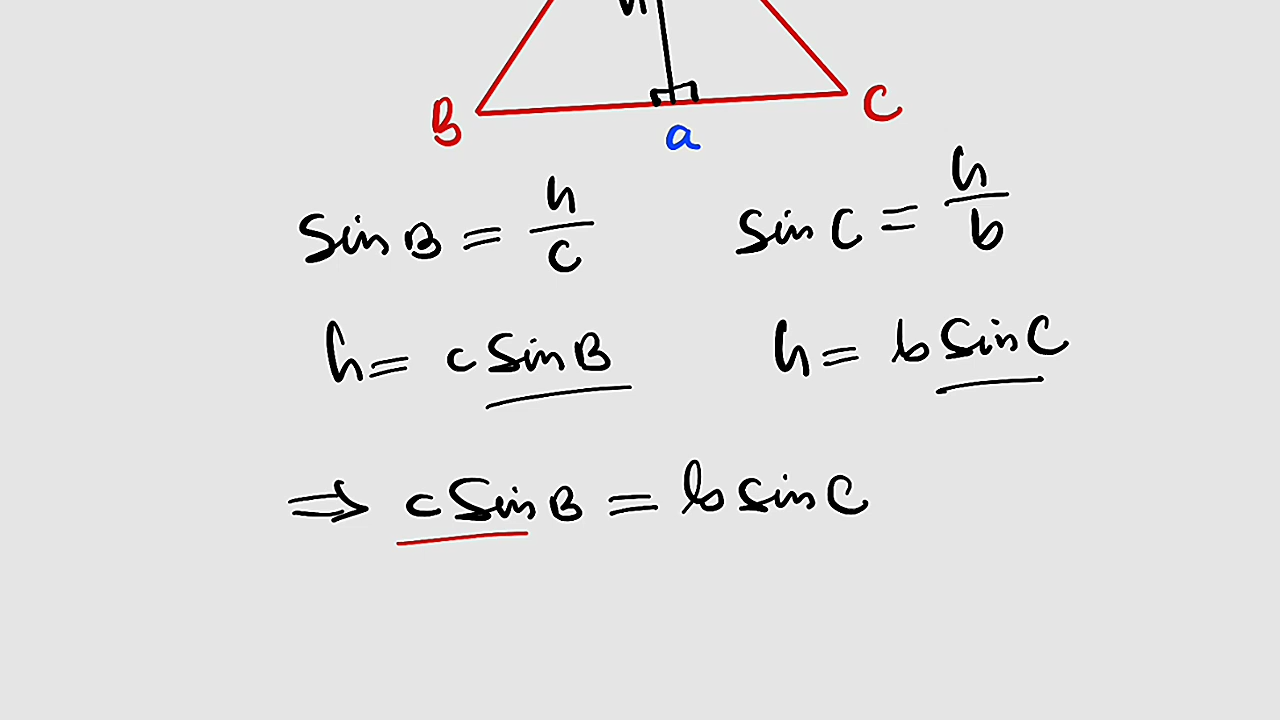 h
B C
a
sin B = h/c sin C = h/b
h = c sin B h = b sin C
⇒ c sin B = b sin C